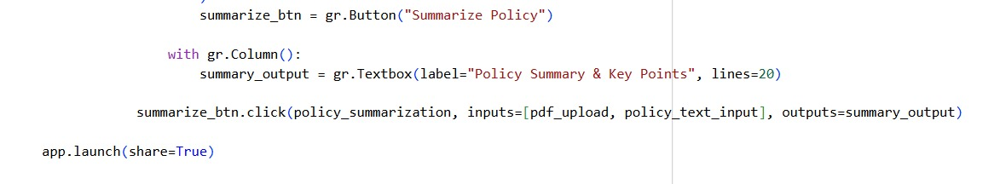 summarize_btn = gr.Button("Summarize Policy")
with gr.Column():
summary_output = gr.Textbox(label="Policy Summary & Key Points", lines=20)
summarize_btn.click(policy_summarization, inputs=[pdf_upload, policy_text_input], outputs=summary_output)
app.launch(share=True)